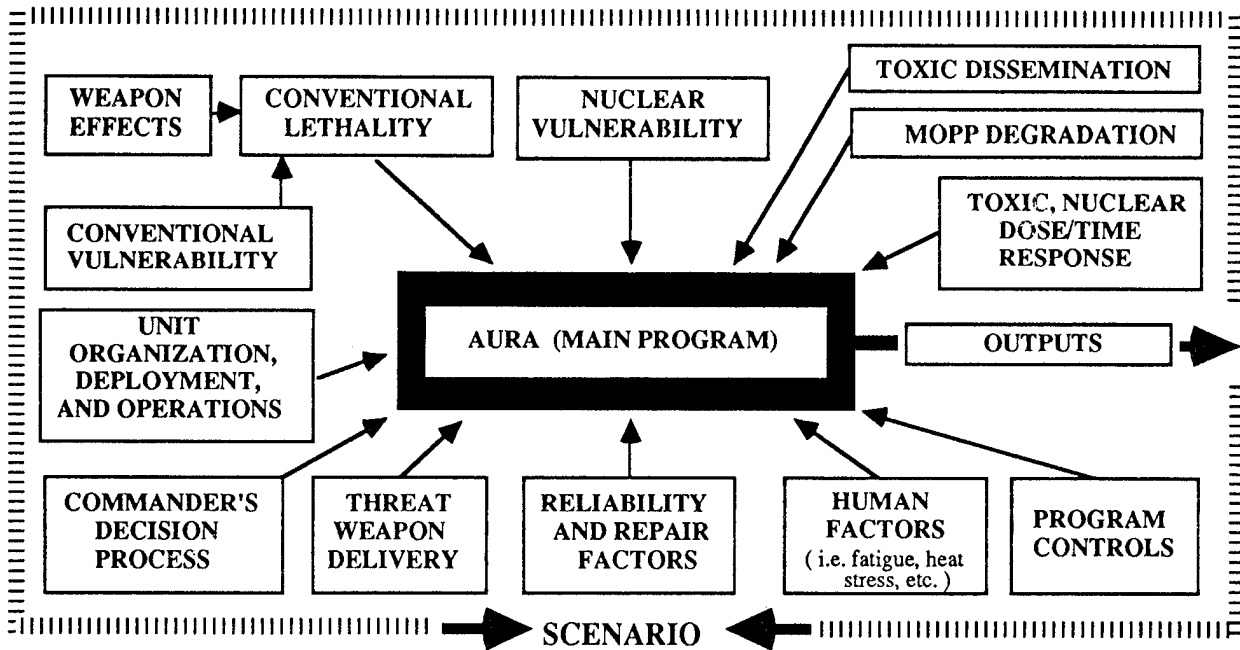 WEAPON
EFFECTS
CONVENTIONAL
LETHALITY
NUCLEAR
VULNERABILITY
TOXIC DISSEMINATION
MOPP DEGRADATION
CONVENTIONAL
VULNERABILITY
TOXIC, NUCLEAR
DOSE/TIME
RESPONSE
UNIT
ORGANIZATION,
DEPLOYMENT,
AND OPERATIONS
AURA (MAIN PROGRAM)
OUTPUTS
COMMANDER'S
DECISION
PROCESS
THREAT
WEAPON
DELIVERY
RELIABILITY
AND REPAIR
FACTORS
HUMAN
FACTORS
( i.e. fatigue, heat
stress, etc. )
PROGRAM
CONTROLS
SCENARIO